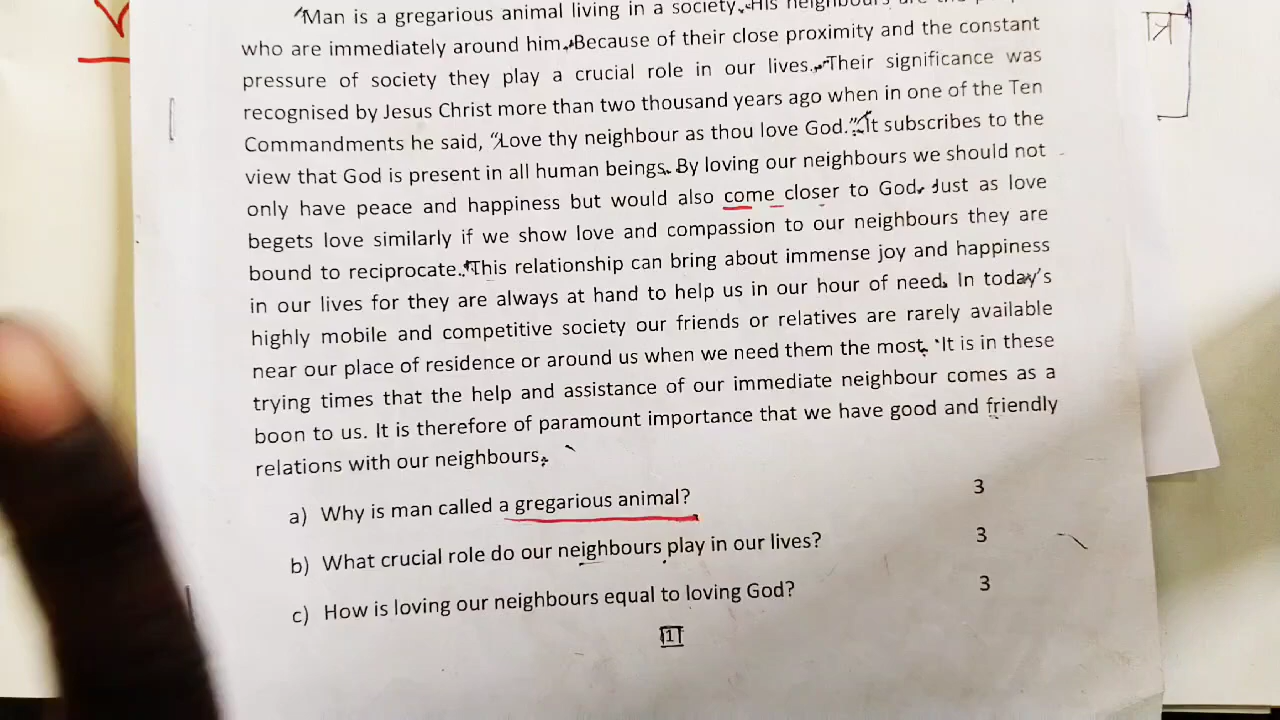 Man is a gregarious animal living in a society. His neighbours are the
who are immediately around him. Because of their close proximity and the constant
pressure of society they play a crucial role in our lives. Their significance was
recognised by Jesus Christ more than two thousand years ago when in one of the Ten
Commandments he said, “Love thy neighbour as thou love God.” It subscribes to the
view that God is present in all human beings. By loving our neighbours we should not
only have peace and happiness but would also come closer to God. Just as love
begets love similarly if we show love and compassion to our neighbours they are
bound to reciprocate. This relationship can bring about immense joy and happiness
in our lives for they are always at hand to help us in our hour of need. In today's
highly mobile and competitive society our friends or relatives are rarely available
near our place of residence or around us when we need them the most. It is in these
trying times that the help and assistance of our immediate neighbour comes as a
boon to us. It is therefore of paramount importance that we have good and friendly
relations with our neighbours.
a) Why is man called a gregarious animal? 3
b) What crucial role do our neighbours play in our lives? 3
c) How is loving our neighbours equal to loving God? 3
1